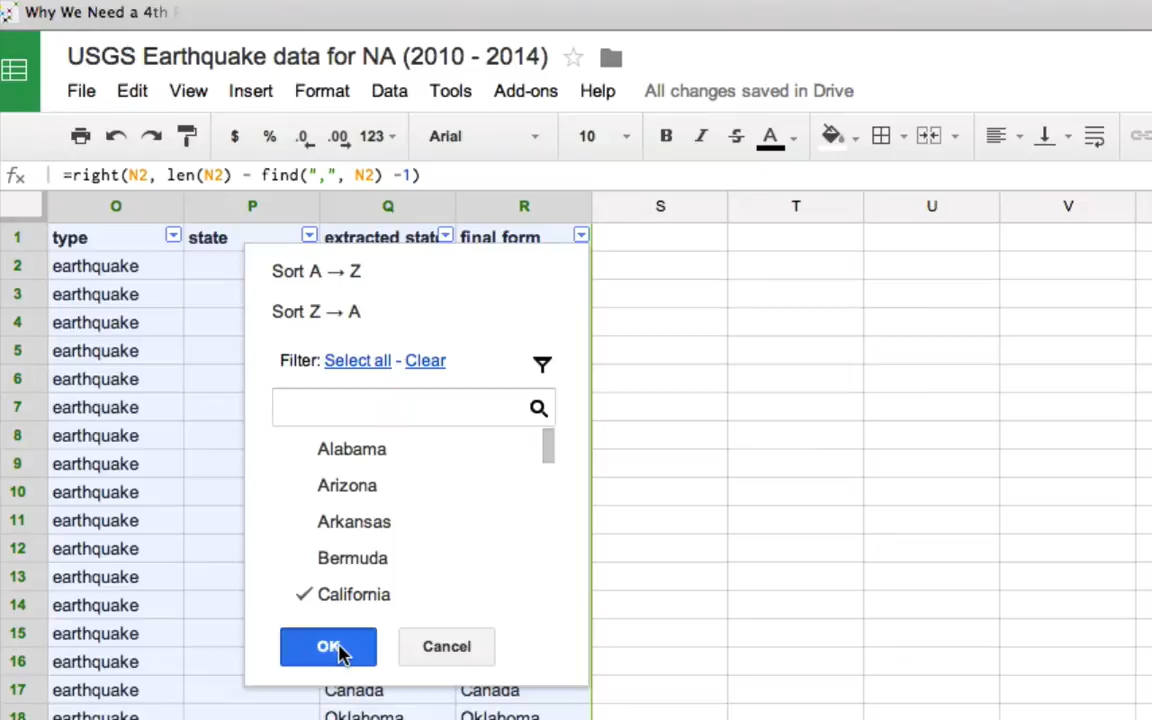 Why We Need a 4th
USGS Earthquake data for NA (2010 - 2014)
File Edit View Insert Format Data Tools Add-ons Help All changes saved in Drive
$ % .0 .00 123 Arial 10 B I S A
fx =right(N2, len(N2) - find(",", N2) -1)
O P Q R S T U V
1 type state extracted state final form
2 earthquake
3 earthquake
4 earthquake
5 earthquake
6 earthquake
7 earthquake
8 earthquake
9 earthquake
10 earthquake
11 earthquake
12 earthquake
13 earthquake
14 earthquake
15 earthquake
16 earthquake
17 earthquake Canada Canada
18 earthquake Oklahoma Oklahoma
Sort A → Z
Sort Z → A
Filter: Select all - Clear
Alabama
Arizona
Arkansas
Bermuda
California
OK Cancel